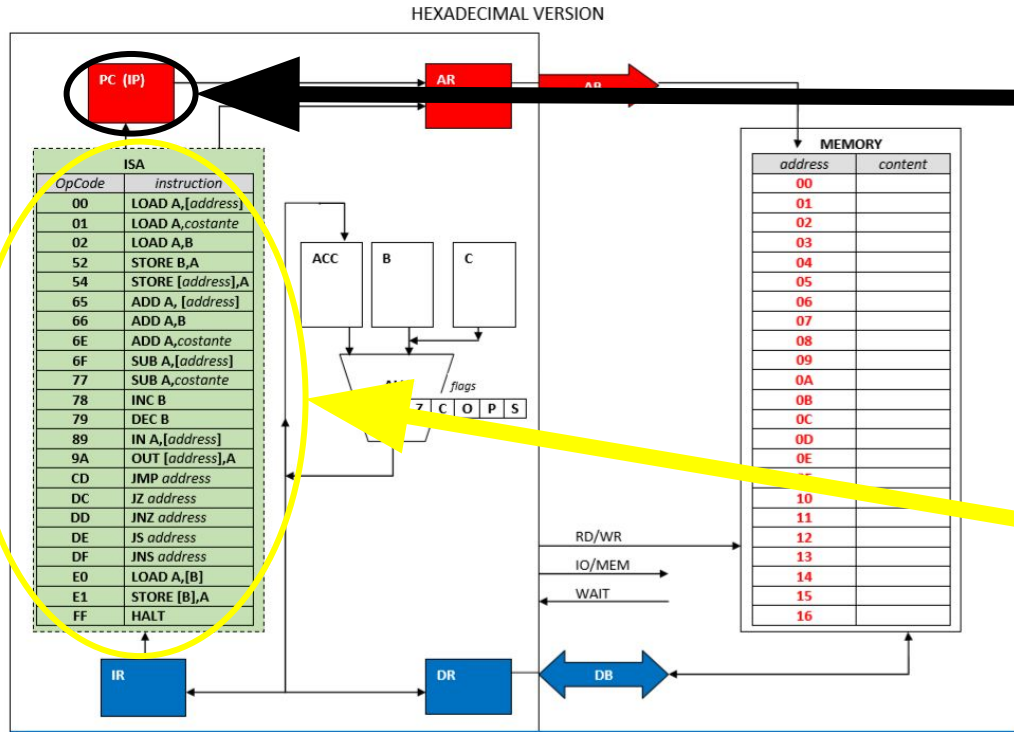 HEXADECIMAL VERSION
PC (IP)
AR
MEMORY
address content
00
01
02
03
04
05
06
07
08
09
0A
0B
0C
0D
0E
10
11
12
13
14
15
16
ISA
OpCode instruction
00 LOAD A,[address]
01 LOAD A,costante
02 LOAD A,B
52 STORE B,A
54 STORE [address],A
65 ADD A, [address]
66 ADD A,B
6E ADD A,costante
6F SUB A,[address]
77 SUB A,costante
78 INC B
79 DEC B
89 IN A,[address]
9A OUT [address],A
CD JMP address
DC JZ address
DD JNZ address
DE JS address
DF JNS address
E0 LOAD A,[B]
E1 STORE [B],A
FF HALT
ACC B C
flags
Z C O P S
RD/WR
IO/MEM
WAIT
IR
DR
DB